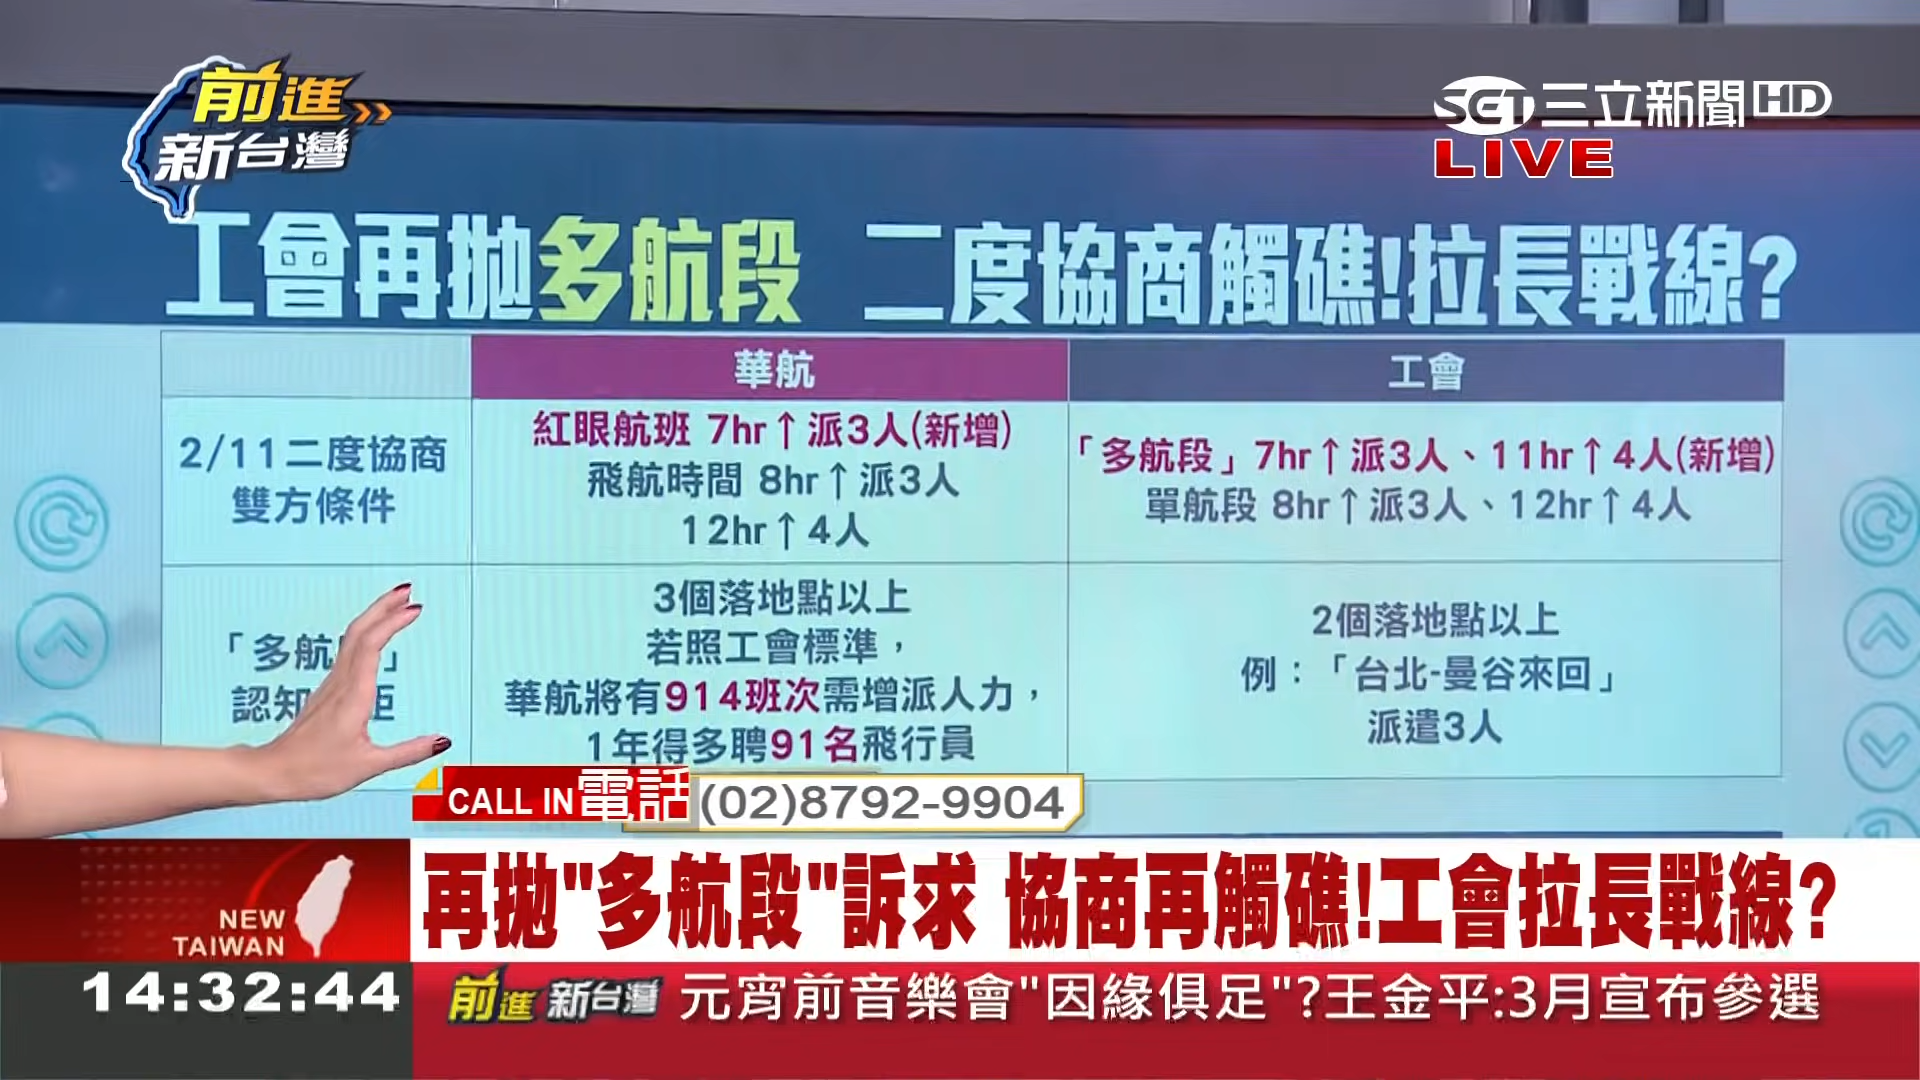 前進
新台灣
SET三立新聞HD
LIVE
工會再拋多航段 二度協商觸礁!拉長戰線?
華航
工會
2/11二度協商
雙方條件
紅眼航班 7hr↑派3人(新增)
飛航時間 8hr↑派3人
12hr↑4人
「多航段」7hr↑派3人、11hr↑4人(新增)
單航段 8hr↑派3人、12hr↑4人
「多航 」
認知 距
3個落地點以上
若照工會標準，
華航將有914班次需增派人力，
1年得多聘91名飛行員
2個落地點以上
例：「台北-曼谷來回」
派遣3人
CALL IN電話 (02)8792-9904
NEW
TAIWAN
再拋"多航段"訴求 協商再觸礁!工會拉長戰線?
14:32:44
前進新台灣 元宵前音樂會"因緣俱足"?王金平:3月宣布參選